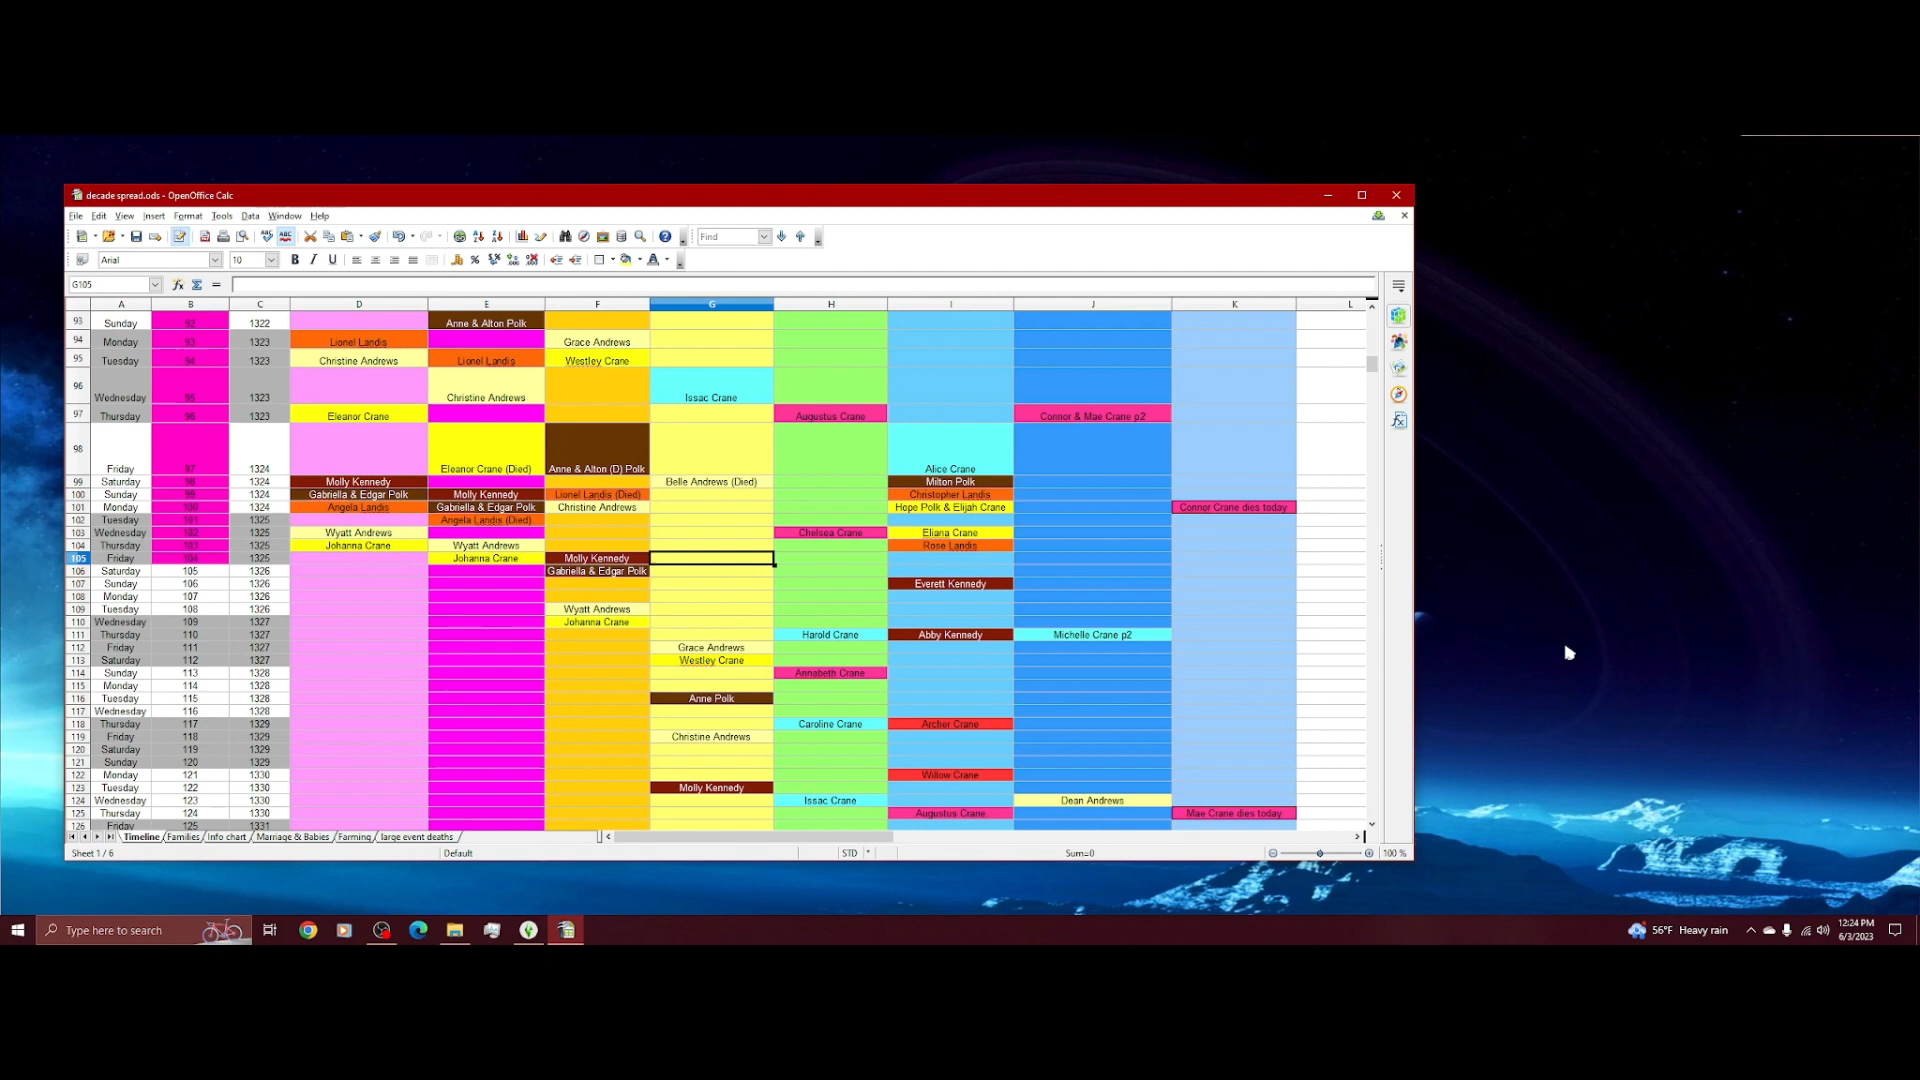 decade spread.ods - OpenOffice Calc
File Edit View Insert Format Tools Data Window Help
Find
Arial 10
G105
A B C D E F G H I J K L
93 Sunday 92 1322 Anne & Alton Polk
94 Monday 93 1323 Lionel Landis Grace Andrews
95 Tuesday 94 1323 Christine Andrews Lionel Landis Westley Crane
96 Wednesday 95 1323 Christine Andrews Issac Crane
97 Thursday 96 1323 Eleanor Crane Augustus Crane Connor & Mae Crane p2
98 Friday 97 1324 Eleanor Crane (Died) Anne & Alton (D) Polk Alice Crane
99 Saturday 98 1324 Molly Kennedy Belle Andrews (Died) Milton Polk
100 Sunday 99 1324 Gabriella & Edgar Polk Molly Kennedy Lionel Landis (Died) Christopher Landis
101 Monday 100 1324 Angela Landis Gabriella & Edgar Polk Christine Andrews Hope Polk & Elijah Crane Connor Crane dies today
102 Tuesday 101 1325 Angela Landis (Died)
103 Wednesday 102 1325 Wyatt Andrews Chelsea Crane Eliana Crane
104 Thursday 103 1325 Johanna Crane Wyatt Andrews Rose Landis
105 Friday 104 1325 Johanna Crane Molly Kennedy
106 Saturday 105 1326 Gabriella & Edgar Polk
107 Sunday 106 1326 Everett Kennedy
108 Monday 107 1326
109 Tuesday 108 1326 Wyatt Andrews
110 Wednesday 109 1327 Johanna Crane
111 Thursday 110 1327 Harold Crane Abby Kennedy Michelle Crane p2
112 Friday 111 1327 Grace Andrews
113 Saturday 112 1327 Westley Crane
114 Sunday 113 1328 Annabeth Crane
115 Monday 114 1328
116 Tuesday 115 1328 Anne Polk
117 Wednesday 116 1328
118 Thursday 117 1329 Caroline Crane Archer Crane
119 Friday 118 1329 Christine Andrews
120 Saturday 119 1329
121 Sunday 120 1329
122 Monday 121 1330 Willow Crane
123 Tuesday 122 1330 Molly Kennedy
124 Wednesday 123 1330 Issac Crane Dean Andrews
125 Thursday 124 1330 Augustus Crane Mae Crane dies today
126 Friday 125 1331
Timeline Families Info chart Marriage & Babies Farming large event deaths
Sheet 1 / 6 Default STD * Sum=0 100 %
Type here to search
56°F Heavy rain
12:24 PM
6/3/2023